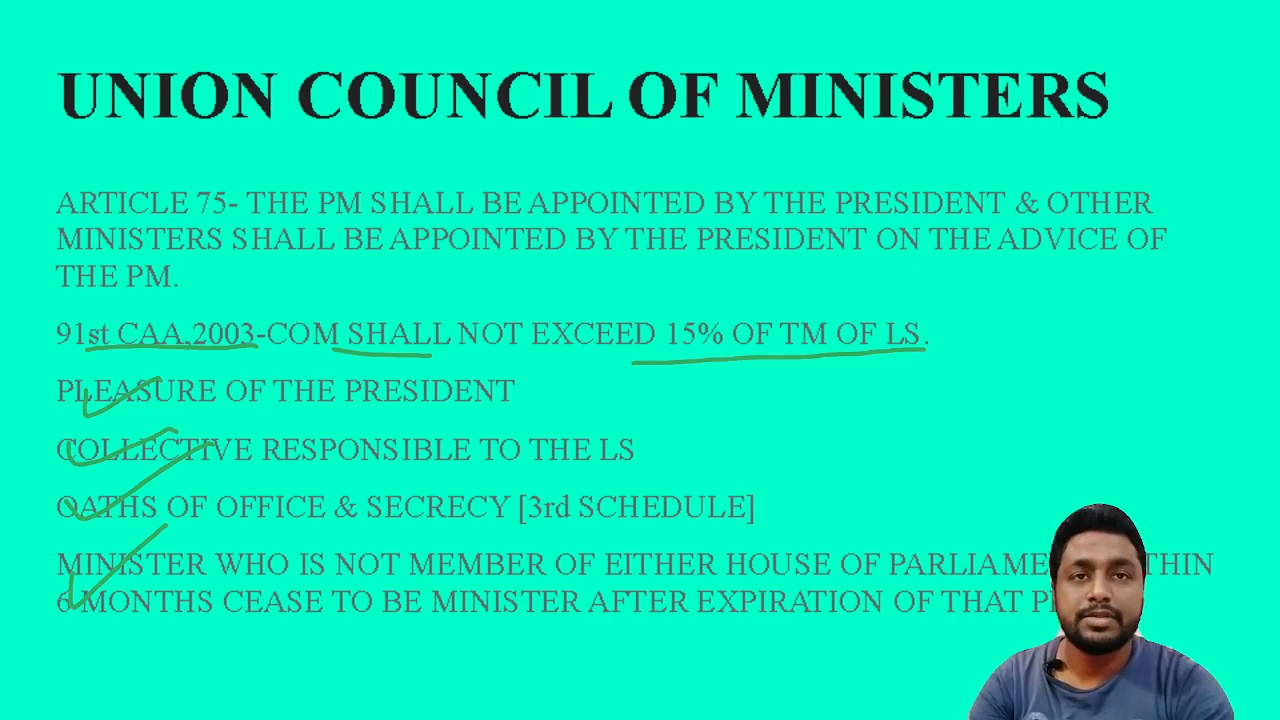 UNION COUNCIL OF MINISTERS
ARTICLE 75- THE PM SHALL BE APPOINTED BY THE PRESIDENT & OTHER
MINISTERS SHALL BE APPOINTED BY THE PRESIDENT ON THE ADVICE OF
THE PM.
91st CAA,2003-COM SHALL NOT EXCEED 15% OF TM OF LS.
PLEASURE OF THE PRESIDENT
COLLECTIVE RESPONSIBLE TO THE LS
OATHS OF OFFICE & SECRECY [3rd SCHEDULE]
MINISTER WHO IS NOT MEMBER OF EITHER HOUSE OF
6 MONTHS CEASE TO BE MINISTER AFTER EXPIRATION OF THAT